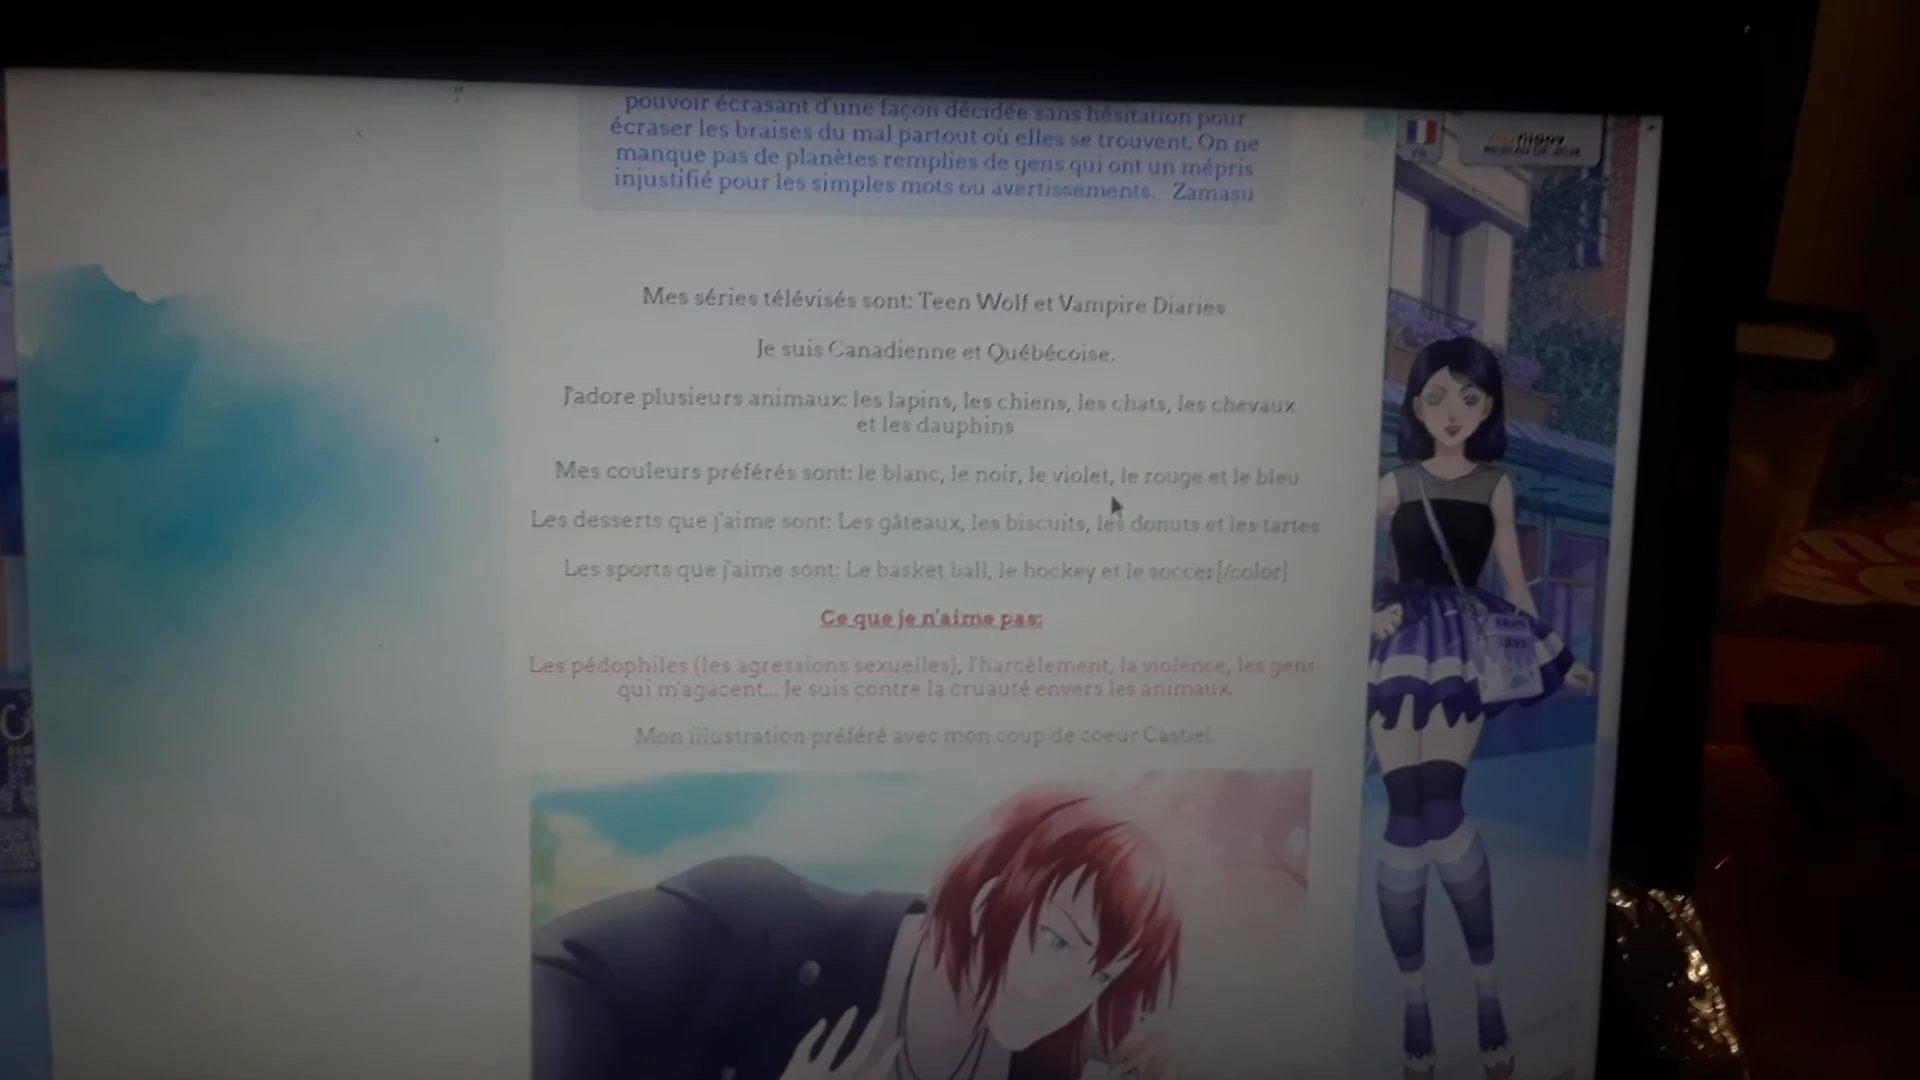 pouvoir écrasant d'une façon décidée sans hésitation pour
écraser les braises du mal partout où elles se trouvent. On ne
manque pas de planètes remplies de gens qui ont un mépris
injustifié pour les simples mots ou avertissements. Zamasu
FR
Mes séries télévisés sont: Teen Wolf et Vampire Diaries
Je suis Canadienne et Québécoise.
J'adore plusieurs animaux: les lapins, les chiens, les chats, les chevaux
et les dauphins
Mes couleurs préférés sont: le blanc, le noir, le violet, le rouge et le bleu
Les desserts que j'aime sont: Les gâteaux, les biscuits, les donuts et les tartes
Les sports que j'aime sont: Le basket ball, le hockey et le soccer[/color]
Ce que je n'aime pas:
Les pédophiles (les agressions sexuelles), l'harcèlement, la violence, les gens
qui m'agacent... Je suis contre la cruauté envers les animaux.
Mon illustration préféré avec mon coup de coeur Castiel.